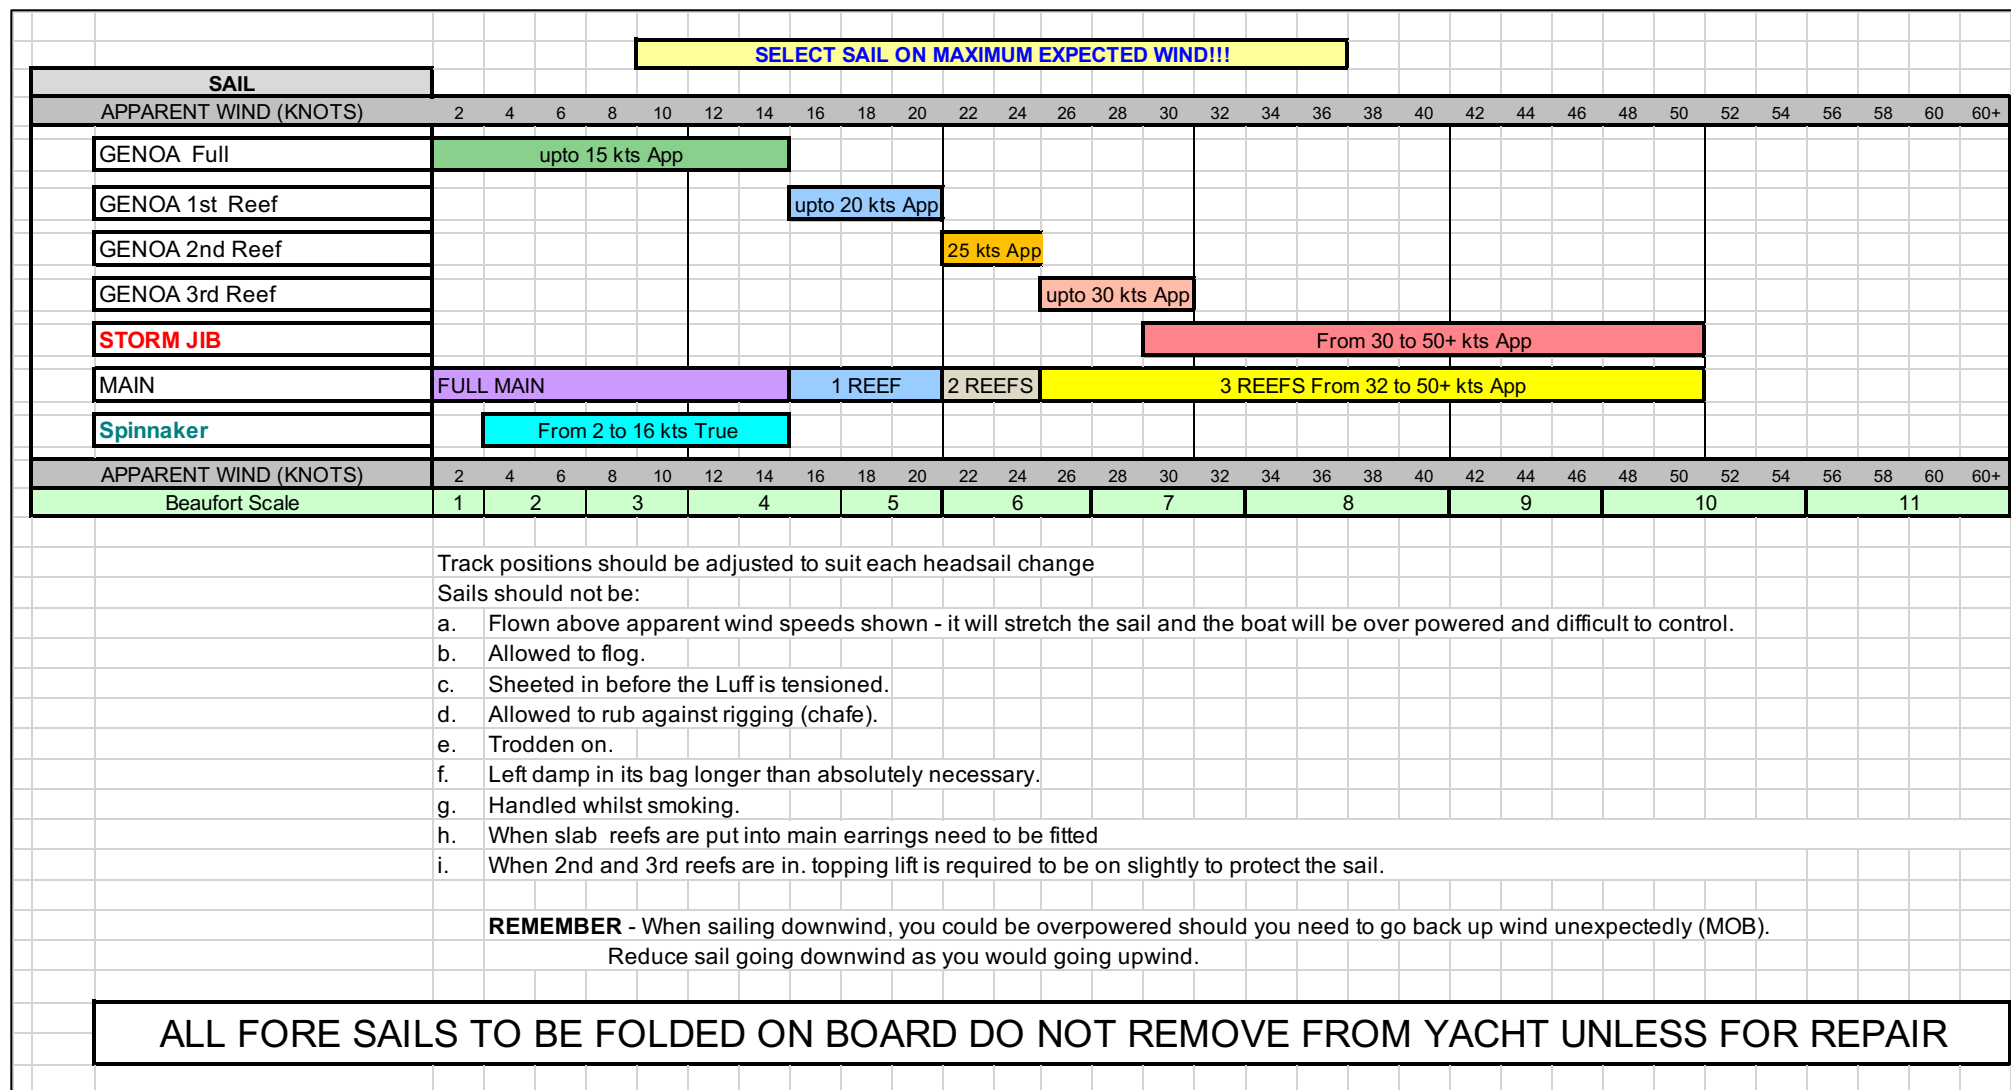 SELECT SAIL ON MAXIMUM EXPECTED WIND!!!
SAIL
APPARENT WIND (KNOTS) 2 4 6 8 10 12 14 16 18 20 22 24 26 28 30 32 34 36 38 40 42 44 46 48 50 52 54 56 58 60 60+
GENOA Full upto 15 kts App
GENOA 1st Reef upto 20 kts App
GENOA 2nd Reef 25 kts App
GENOA 3rd Reef upto 30 kts App
STORM JIB From 30 to 50+ kts App
MAIN FULL MAIN 1 REEF 2 REEFS 3 REEFS From 32 to 50+ kts App
Spinnaker From 2 to 16 kts True
APPARENT WIND (KNOTS) 2 4 6 8 10 12 14 16 18 20 22 24 26 28 30 32 34 36 38 40 42 44 46 48 50 52 54 56 58 60 60+
Beaufort Scale 1 2 3 4 5 6 7 8 9 10 11
Track positions should be adjusted to suit each headsail change
Sails should not be:
a. Flown above apparent wind speeds shown - it will stretch the sail and the boat will be over powered and difficult to control.
b. Allowed to flog.
c. Sheeted in before the Luff is tensioned.
d. Allowed to rub against rigging (chafe).
e. Trodden on.
f. Left damp in its bag longer than absolutely necessary.
g. Handled whilst smoking.
h. When slab reefs are put into main earrings need to be fitted
i. When 2nd and 3rd reefs are in. topping lift is required to be on slightly to protect the sail.
REMEMBER - When sailing downwind, you could be overpowered should you need to go back up wind unexpectedly (MOB).
Reduce sail going downwind as you would going upwind.
ALL FORE SAILS TO BE FOLDED ON BOARD DO NOT REMOVE FROM YACHT UNLESS FOR REPAIR